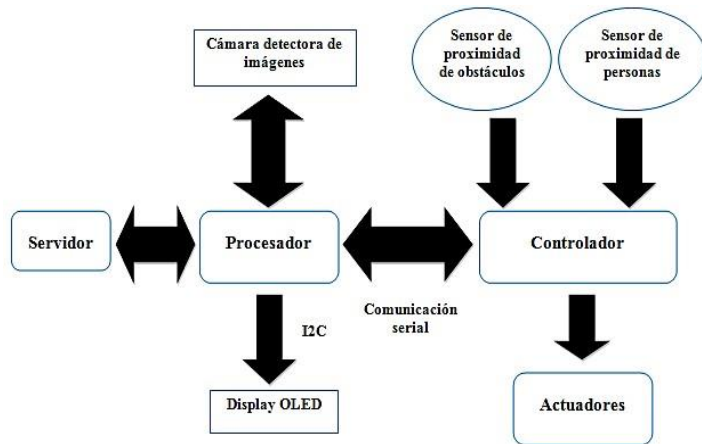 Cámara detectora de
imágenes
Sensor de
proximidad
de obstáculos
Sensor de
proximidad de
personas
Servidor
Procesador
Controlador
Comunicación
serial
I2C
Display OLED
Actuadores